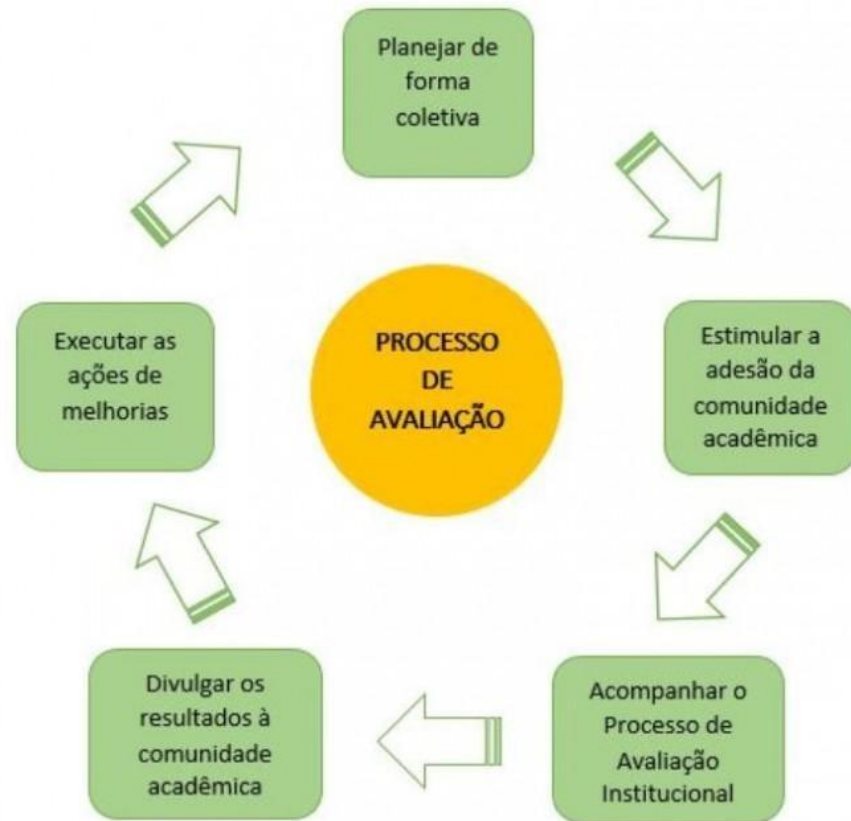 Planejar de
forma
coletiva
Estimular a
adesão da
comunidade
acadêmica
Acompanhar o
Processo de
Avaliação
Institucional
Divulgar os
resultados à
comunidade
acadêmica
Executar as
ações de
melhorias
PROCESSO
DE
AVALIAÇÃO